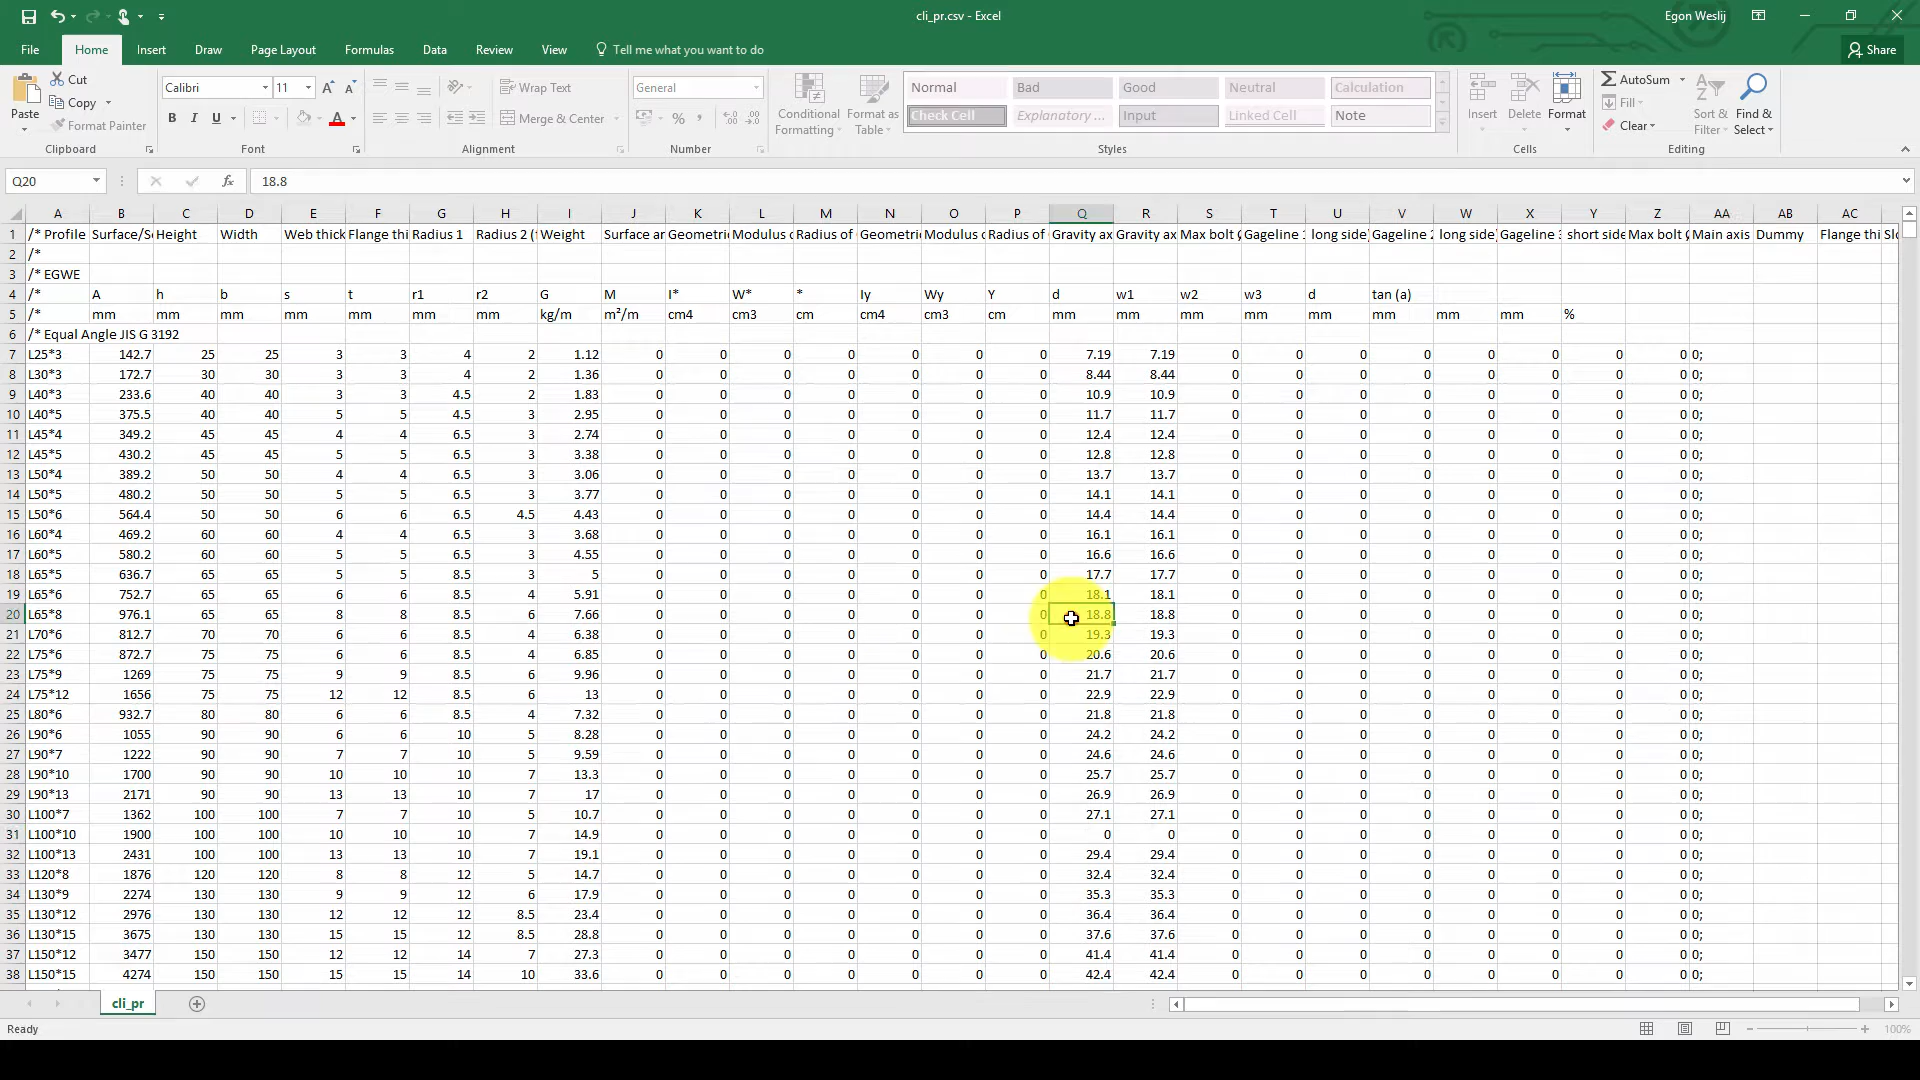 cli_pr.csv - Excel
Egon Weslij
File Home Insert Draw Page Layout Formulas Data Review View Tell me what you want to do Share
Paste Cut Copy Format Painter
Calibri 11 B I U
Wrap Text Merge & Center
General %
Conditional Formatting Format as Table
Normal Bad Good Neutral Calculation
Check Cell Explanatory ... Input Linked Cell Note
Insert Delete Format
AutoSum Fill Clear Sort & Filter Find & Select
Clipboard Font Alignment Number Styles Cells Editing
Q20 fx 18.8
A B C D E F G H I J K L M N O P Q R S T U V W X Y Z AA AB AC
1 /* Profile Surface/Se Height Width Web thick Flange thi Radius 1 Radius 2 (f Weight Surface ar Geometric Modulus o Radius of Geometric Modulus o Radius of Gravity ax Gravity ax Max bolt Ø Gageline 1 long side) Gageline 2 long side) Gageline 3 short side Max bolt Ø Main axis Dummy Flange thi Slo
2 /*
3 /* EGWE
4 /* A h b s t r1 r2 G M I* W* * Iy Wy Y d w1 w2 w3 d tan (a)
5 /* mm mm mm mm mm mm mm kg/m m²/m cm4 cm3 cm cm4 cm3 cm mm mm mm mm mm mm mm mm %
6 /* Equal Angle JIS G 3192
7 L25*3 142.7 25 25 3 3 4 2 1.12 0 0 0 0 0 0 0 7.19 7.19 0 0 0 0 0 0 0 0 0;
8 L30*3 172.7 30 30 3 3 4 2 1.36 0 0 0 0 0 0 0 8.44 8.44 0 0 0 0 0 0 0 0 0;
9 L40*3 233.6 40 40 3 3 4.5 2 1.83 0 0 0 0 0 0 0 10.9 10.9 0 0 0 0 0 0 0 0 0;
10 L40*5 375.5 40 40 5 5 4.5 3 2.95 0 0 0 0 0 0 0 11.7 11.7 0 0 0 0 0 0 0 0 0;
11 L45*4 349.2 45 45 4 4 6.5 3 2.74 0 0 0 0 0 0 0 12.4 12.4 0 0 0 0 0 0 0 0 0;
12 L45*5 430.2 45 45 5 5 6.5 3 3.38 0 0 0 0 0 0 0 12.8 12.8 0 0 0 0 0 0 0 0 0;
13 L50*4 389.2 50 50 4 4 6.5 3 3.06 0 0 0 0 0 0 0 13.7 13.7 0 0 0 0 0 0 0 0 0;
14 L50*5 480.2 50 50 5 5 6.5 3 3.77 0 0 0 0 0 0 0 14.1 14.1 0 0 0 0 0 0 0 0 0;
15 L50*6 564.4 50 50 6 6 6.5 4.5 4.43 0 0 0 0 0 0 0 14.4 14.4 0 0 0 0 0 0 0 0 0;
16 L60*4 469.2 60 60 4 4 6.5 3 3.68 0 0 0 0 0 0 0 16.1 16.1 0 0 0 0 0 0 0 0 0;
17 L60*5 580.2 60 60 5 5 6.5 3 4.55 0 0 0 0 0 0 0 16.6 16.6 0 0 0 0 0 0 0 0 0;
18 L65*5 636.7 65 65 5 5 8.5 3 5 0 0 0 0 0 0 0 17.7 17.7 0 0 0 0 0 0 0 0 0;
19 L65*6 752.7 65 65 6 6 8.5 4 5.91 0 0 0 0 0 0 0 18.1 18.1 0 0 0 0 0 0 0 0 0;
20 L65*8 976.1 65 65 8 8 8.5 6 7.66 0 0 0 0 0 0 0 18.8 18.8 0 0 0 0 0 0 0 0 0;
21 L70*6 812.7 70 70 6 6 8.5 4 6.38 0 0 0 0 0 0 0 19.3 19.3 0 0 0 0 0 0 0 0 0;
22 L75*6 872.7 75 75 6 6 8.5 4 6.85 0 0 0 0 0 0 0 20.6 20.6 0 0 0 0 0 0 0 0 0;
23 L75*9 1269 75 75 9 9 8.5 6 9.96 0 0 0 0 0 0 0 21.7 21.7 0 0 0 0 0 0 0 0 0;
24 L75*12 1656 75 75 12 12 8.5 6 13 0 0 0 0 0 0 0 22.9 22.9 0 0 0 0 0 0 0 0 0;
25 L80*6 932.7 80 80 6 6 8.5 4 7.32 0 0 0 0 0 0 0 21.8 21.8 0 0 0 0 0 0 0 0 0;
26 L90*6 1055 90 90 6 6 10 5 8.28 0 0 0 0 0 0 0 24.2 24.2 0 0 0 0 0 0 0 0 0;
27 L90*7 1222 90 90 7 7 10 5 9.59 0 0 0 0 0 0 0 24.6 24.6 0 0 0 0 0 0 0 0 0;
28 L90*10 1700 90 90 10 10 10 7 13.3 0 0 0 0 0 0 0 25.7 25.7 0 0 0 0 0 0 0 0 0;
29 L90*13 2171 90 90 13 13 10 7 17 0 0 0 0 0 0 0 26.9 26.9 0 0 0 0 0 0 0 0 0;
30 L100*7 1362 100 100 7 7 10 5 10.7 0 0 0 0 0 0 0 27.1 27.1 0 0 0 0 0 0 0 0 0;
31 L100*10 1900 100 100 10 10 10 7 14.9 0 0 0 0 0 0 0 0 0 0 0 0 0 0 0 0 0 0;
32 L100*13 2431 100 100 13 13 10 7 19.1 0 0 0 0 0 0 0 29.4 29.4 0 0 0 0 0 0 0 0 0;
33 L120*8 1876 120 120 8 8 12 5 14.7 0 0 0 0 0 0 0 32.4 32.4 0 0 0 0 0 0 0 0 0;
34 L130*9 2274 130 130 9 9 12 6 17.9 0 0 0 0 0 0 0 35.3 35.3 0 0 0 0 0 0 0 0 0;
35 L130*12 2976 130 130 12 12 12 8.5 23.4 0 0 0 0 0 0 0 36.4 36.4 0 0 0 0 0 0 0 0 0;
36 L130*15 3675 130 130 15 15 12 8.5 28.8 0 0 0 0 0 0 0 37.6 37.6 0 0 0 0 0 0 0 0 0;
37 L150*12 3477 150 150 12 12 14 7 27.3 0 0 0 0 0 0 0 41.4 41.4 0 0 0 0 0 0 0 0 0;
38 L150*15 4274 150 150 15 15 14 10 33.6 0 0 0 0 0 0 0 42.4 42.4 0 0 0 0 0 0 0 0 0;
cli_pr
Ready 100%